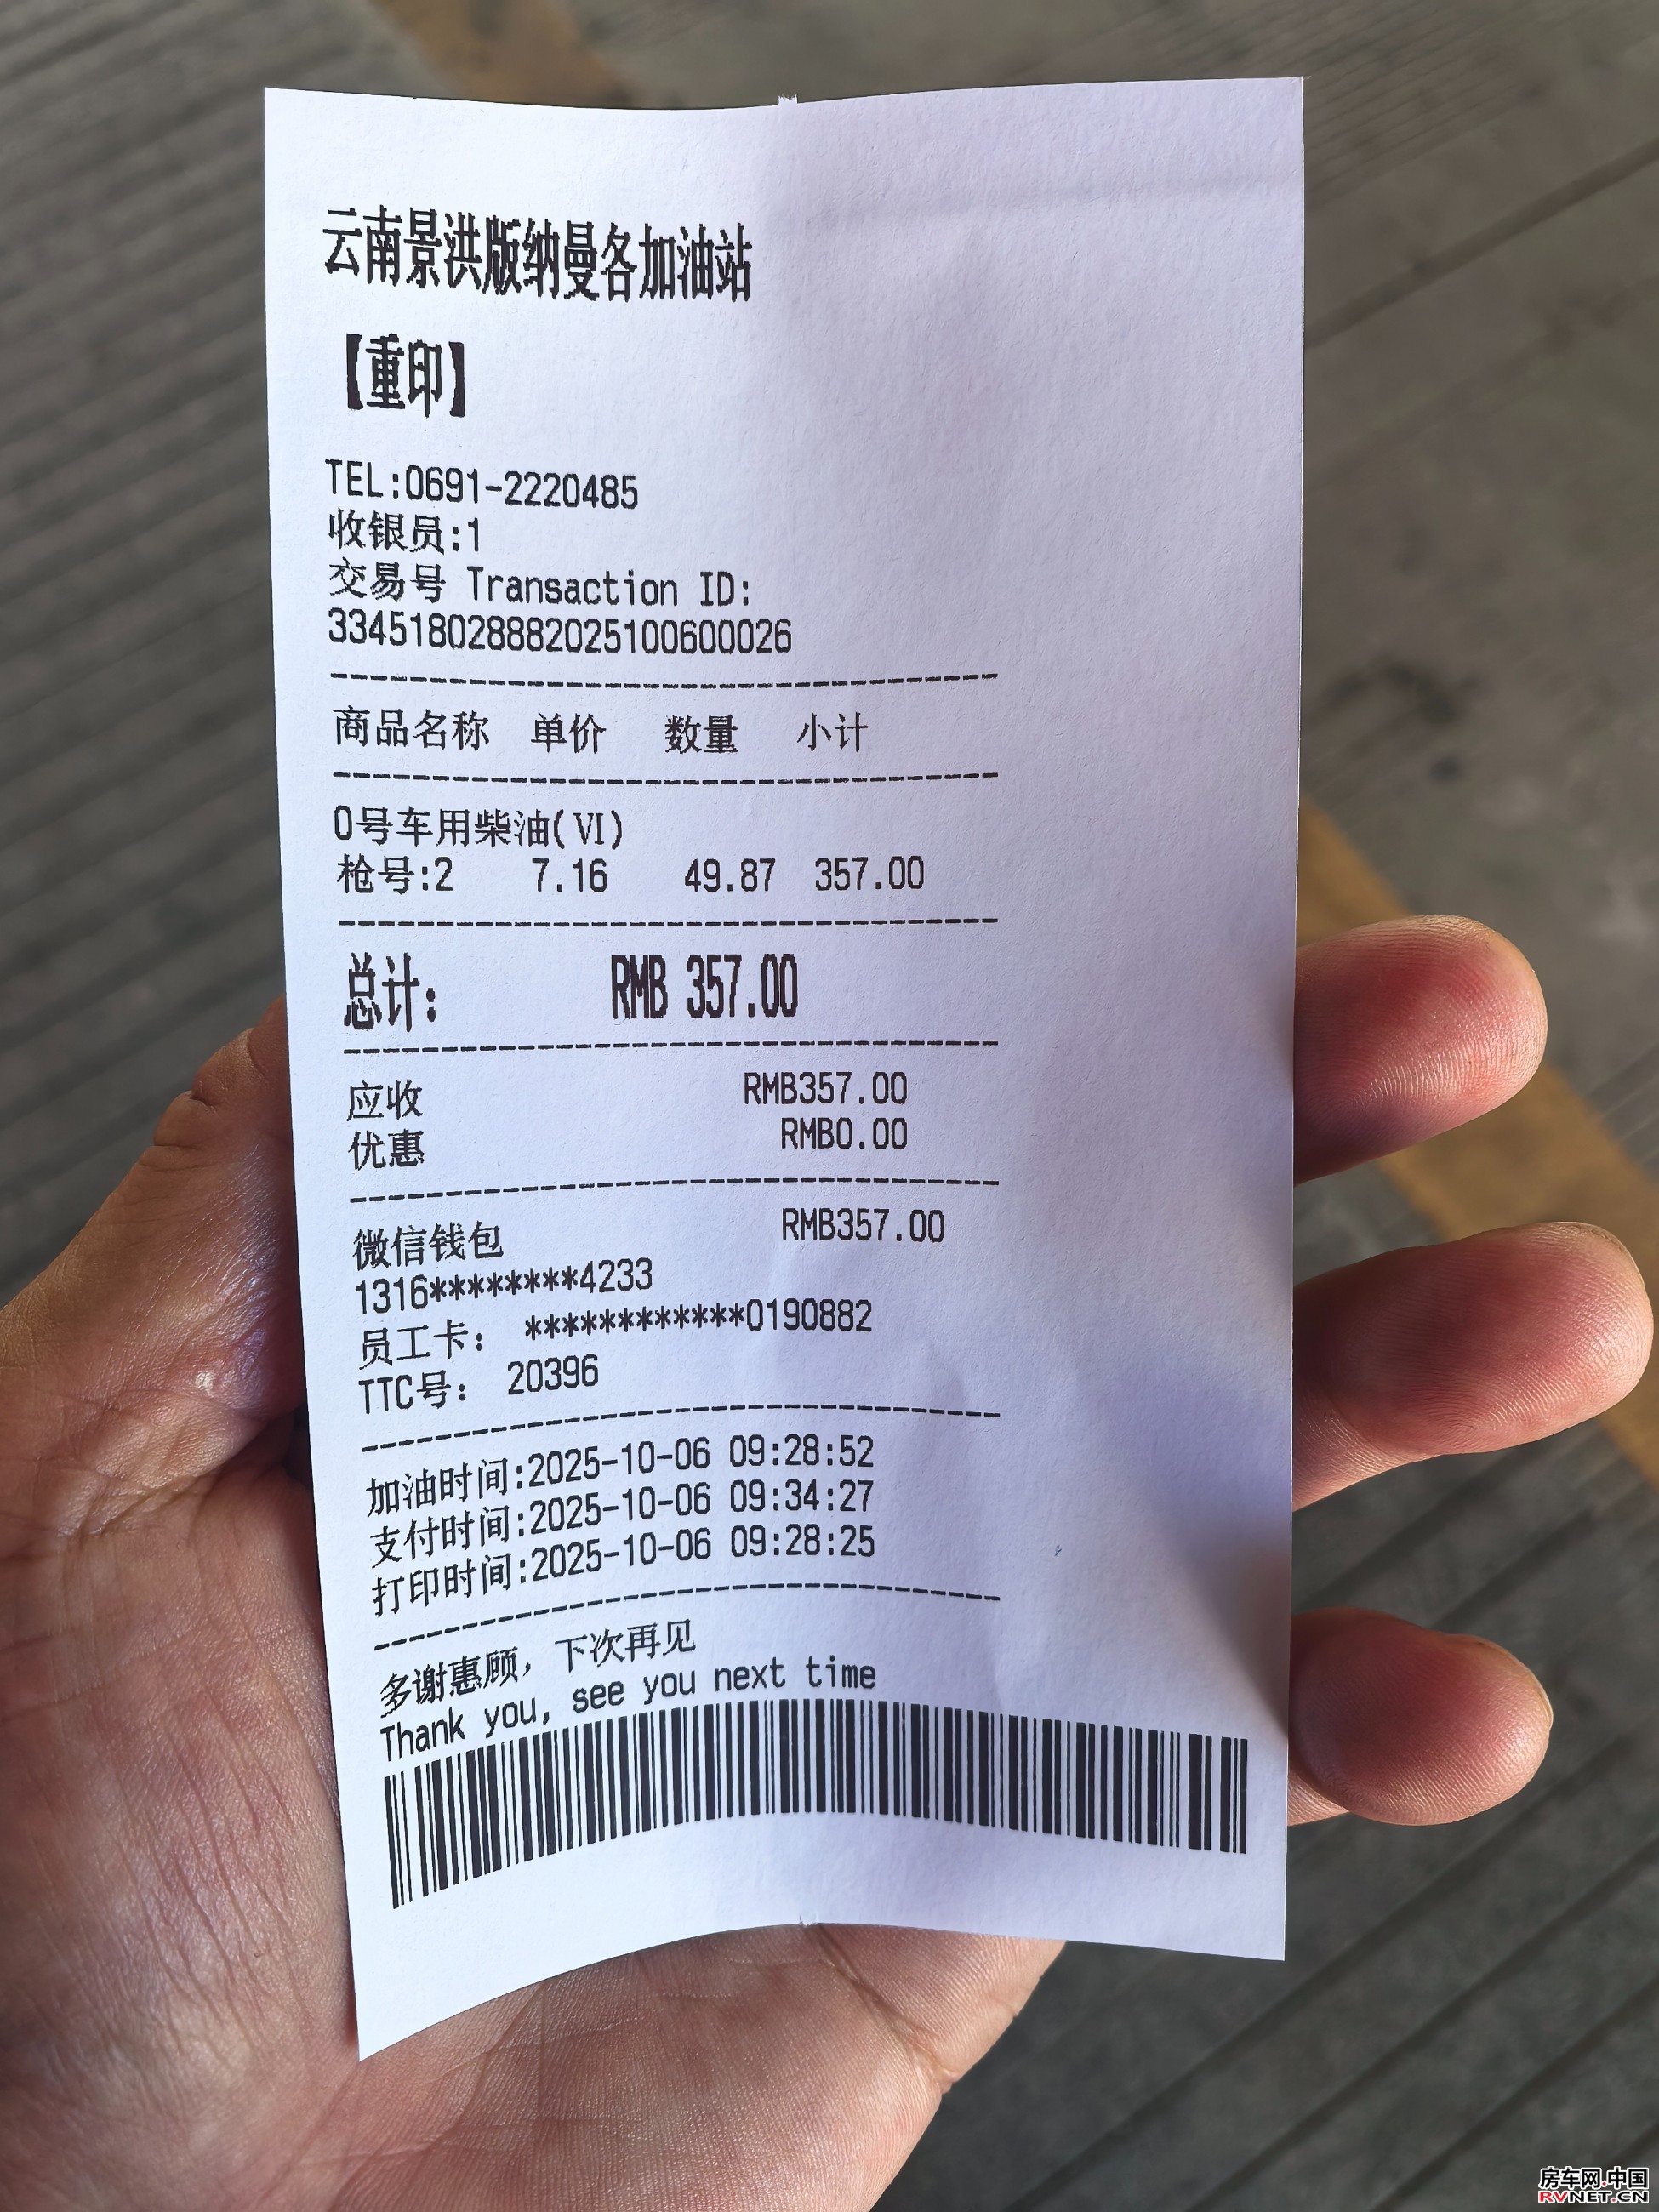 云南景洪版纳曼各加油站
【重印】
TEL:0691-2220485
收银员:1
交易号 Transaction ID:
334518028882025100600026
商品名称 单价 数量 小计
0号车用柴油(Ⅵ)
枪号:2 7.16 49.87 357.00
总计: RMB 357.00
应收 RMB357.00
优惠 RMB0.00
微信钱包 RMB357.00
1316********4233
员工卡: ************0190882
TTC号: 20396
加油时间:2025-10-06 09:28:52
支付时间:2025-10-06 09:34:27
打印时间:2025-10-06 09:28:25
多谢惠顾，下次再见
Thank you, see you next time
房车网.中国
RVNET.CN